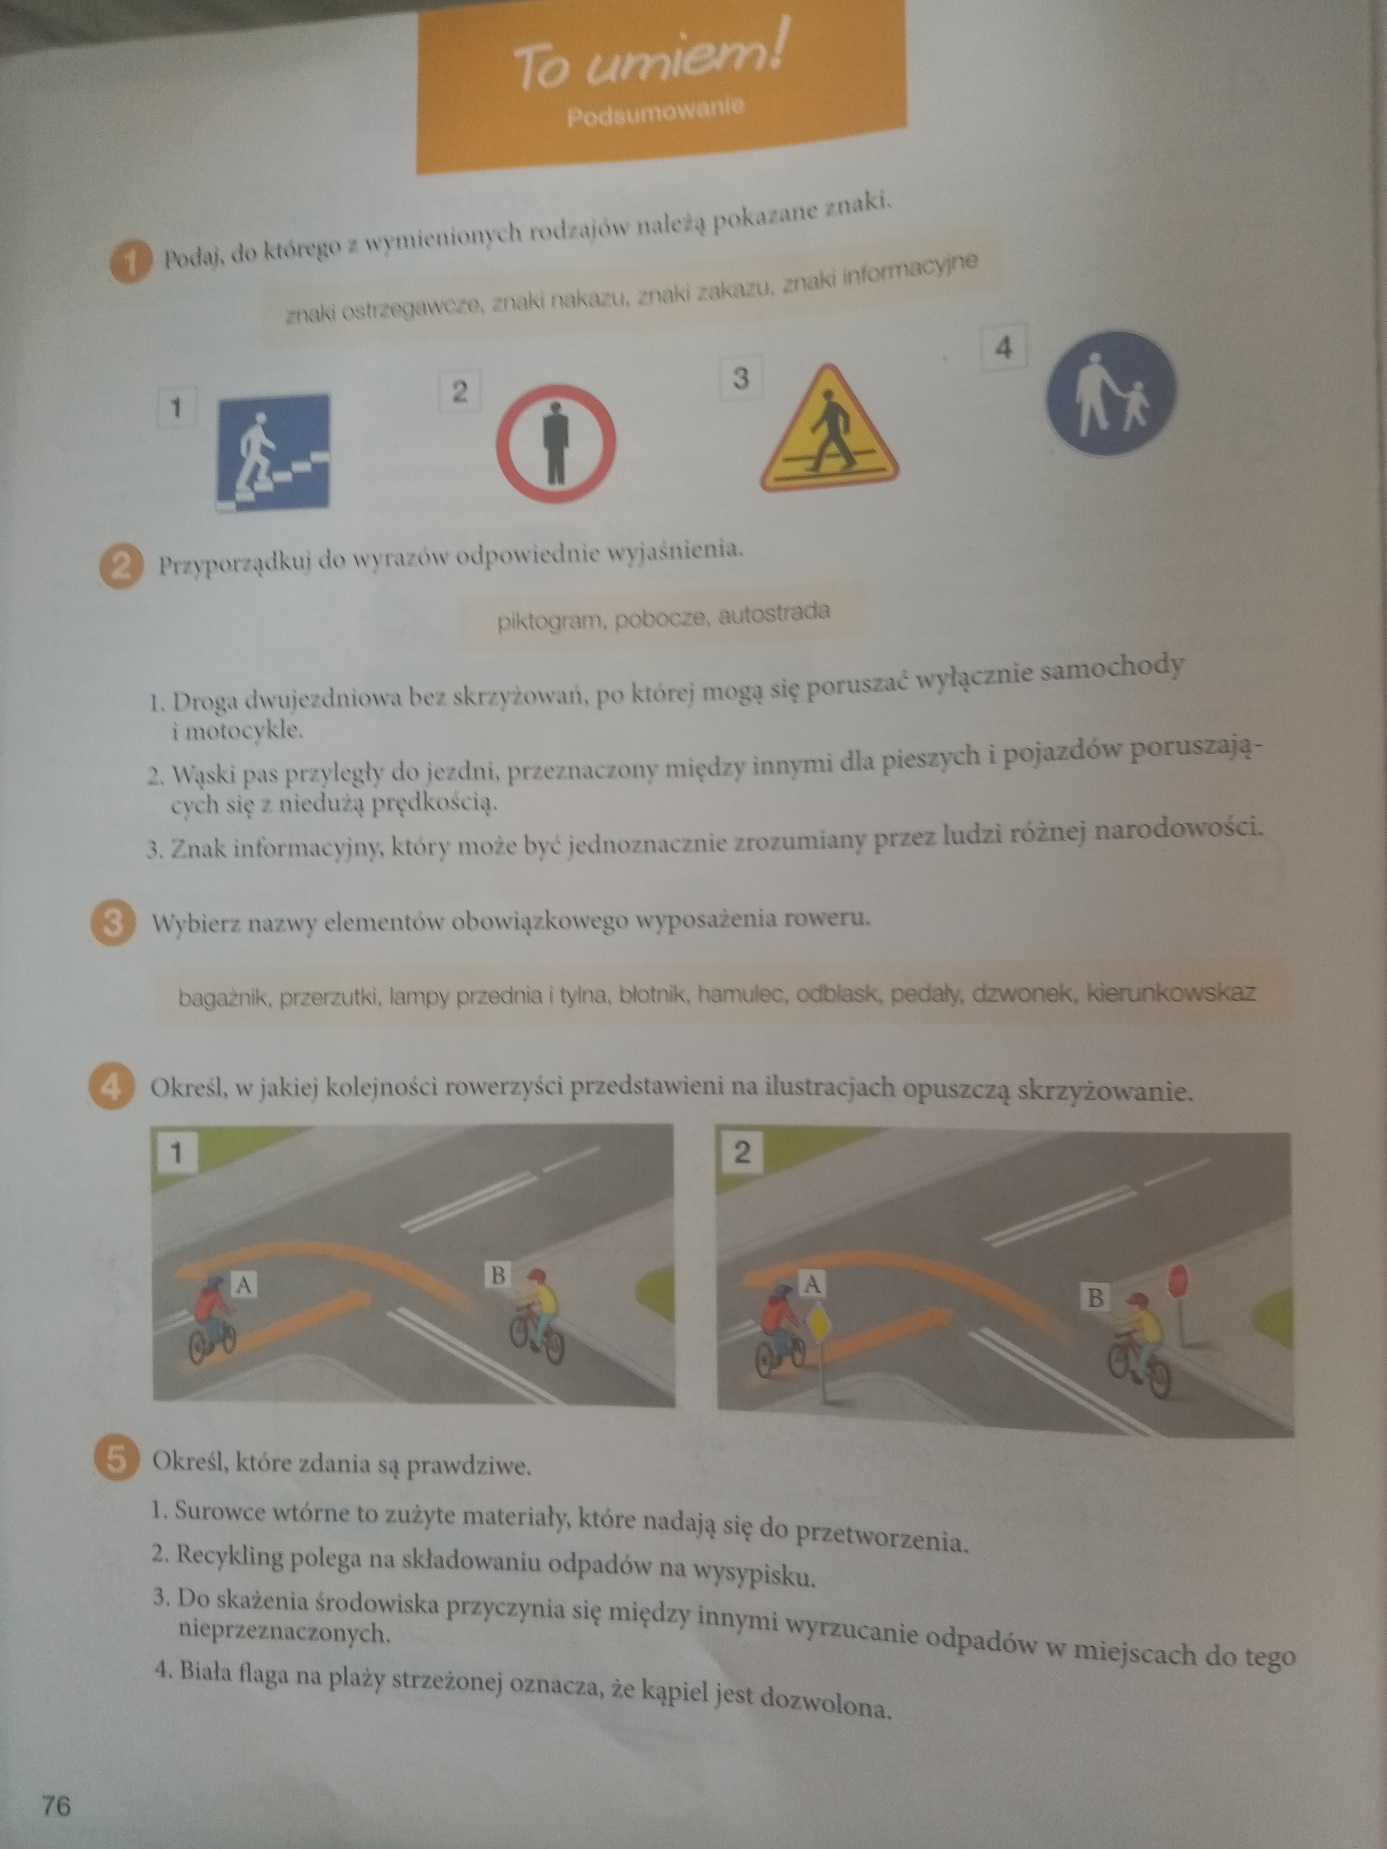 To umiem!
Podsumowanie
1 Podaj, do którego z wymienionych rodzajów należą pokazane znaki.
znaki ostrzegawcze, znaki nakazu, znaki zakazu, znaki informacyjne
1 2 3 4
2 Przyporządkuj do wyrazów odpowiednie wyjaśnienia.
piktogram, pobocze, autostrada
1. Droga dwujezdniowa bez skrzyżowań, po której mogą się poruszać wyłącznie samochody
i motocykle.
2. Wąski pas przyległy do jezdni, przeznaczony między innymi dla pieszych i pojazdów poruszają-
cych się z niedużą prędkością.
3. Znak informacyjny, który może być jednoznacznie zrozumiany przez ludzi różnej narodowości.
3 Wybierz nazwy elementów obowiązkowego wyposażenia roweru.
bagażnik, przerzutki, lampy przednia i tylna, błotnik, hamulec, odblask, pedały, dzwonek, kierunkowskaz
4 Określ, w jakiej kolejności rowerzyści przedstawieni na ilustracjach opuszczą skrzyżowanie.
1
A
B
2
A
B
5 Określ, które zdania są prawdziwe.
1. Surowce wtórne to zużyte materiały, które nadają się do przetworzenia.
2. Recykling polega na składowaniu odpadów na wysypisku.
3. Do skażenia środowiska przyczynia się między innymi wyrzucanie odpadów w miejscach do tego
nieprzeznaczonych.
4. Biała flaga na plaży strzeżonej oznacza, że kąpiel jest dozwolona.
76